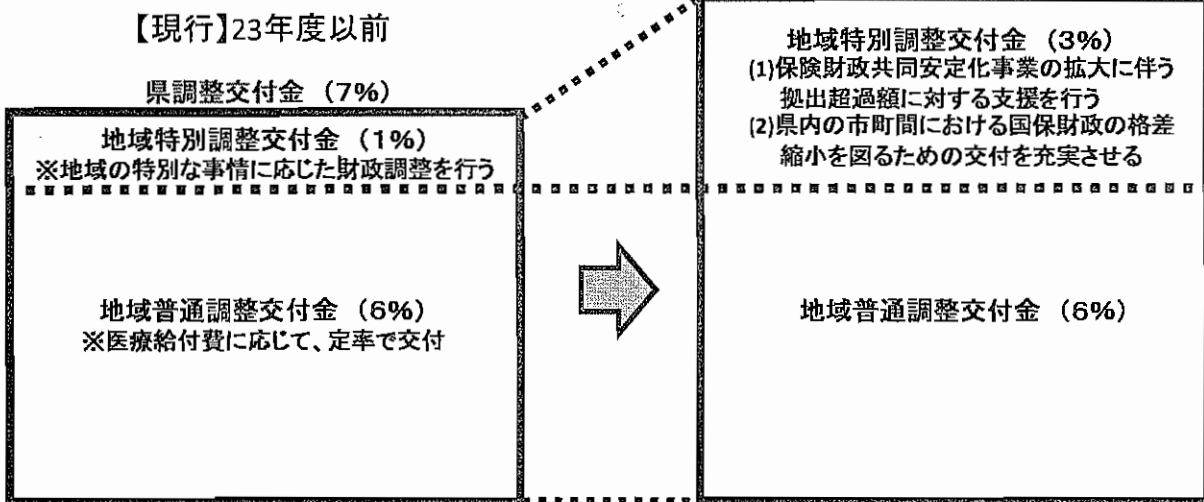 【現行】23年度以前
県調整交付金 (7%)
地域特別調整交付金 (1%)
※地域の特別な事情に応じた財政調整を行う
地域普通調整交付金 (6%)
※医療給付費に応じて、定率で交付
地域特別調整交付金 (3%)
(1)保険財政共同安定化事業の拡大に伴う
拠出超過額に対する支援を行う
(2)県内の市町間における国保財政の格差
縮小を図るための交付を充実させる
地域普通調整交付金 (6%)